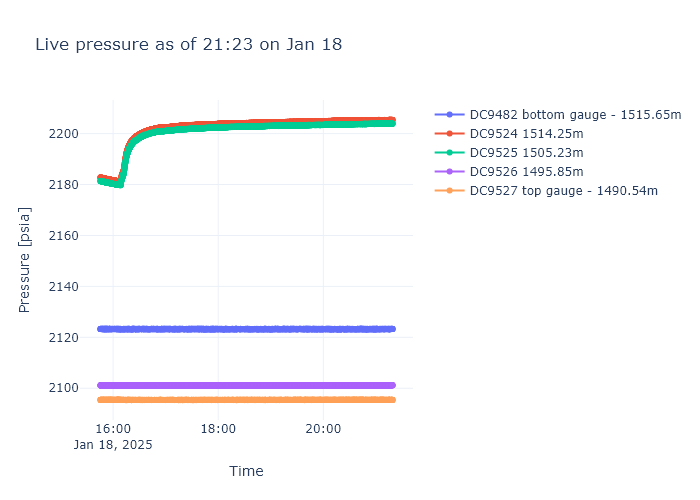 Live pressure as of 21:23 on Jan 18
DC9482 bottom gauge - 1515.65m
DC9524 1514.25m
DC9525 1505.23m
DC9526 1495.85m
DC9527 top gauge - 1490.54m
Pressure [psia]
2200
2180
2160
2140
2120
2100
16:00
Jan 18, 2025
18:00
20:00
Time